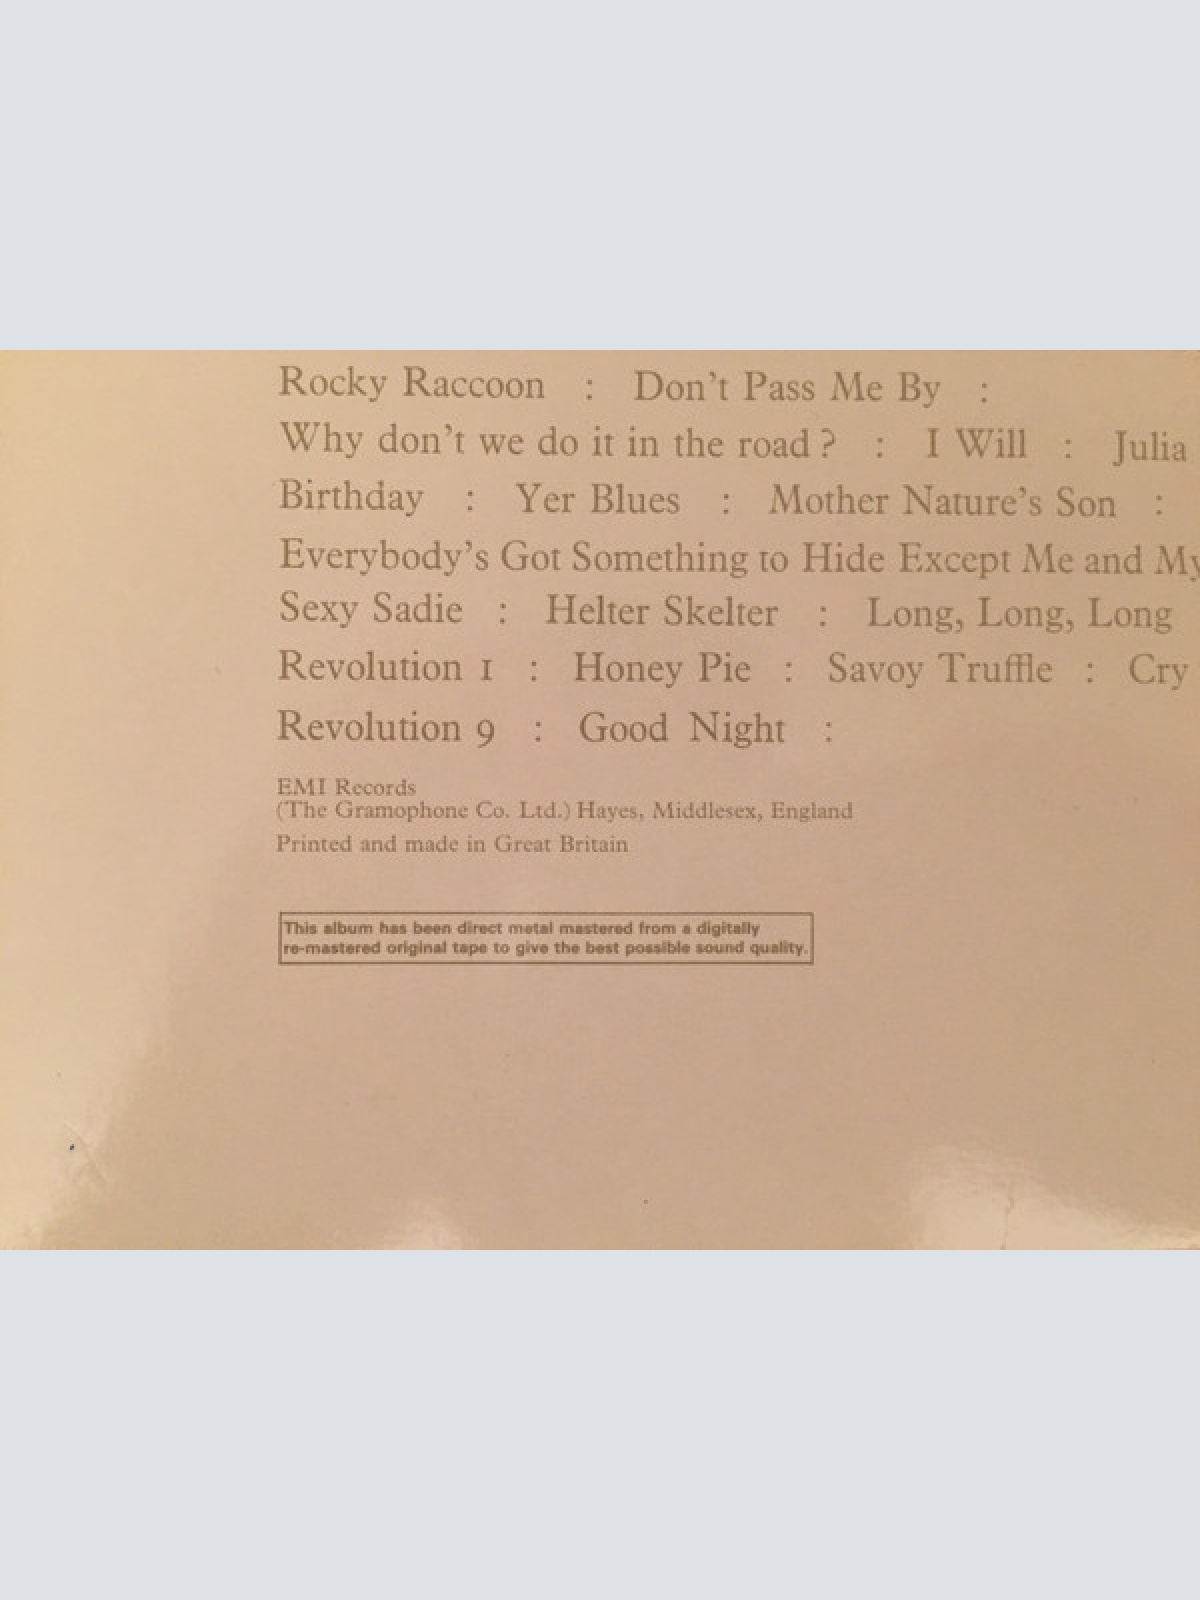 Rocky Raccoon : Don't Pass Me By :
Why don't we do it in the road? : I Will : Julia
Birthday : Yer Blues : Mother Nature's Son :
Everybody's Got Something to Hide Except Me and My
Sexy Sadie : Helter Skelter : Long, Long, Long
Revolution 1 : Honey Pie : Savoy Truffle : Cry
Revolution 9 : Good Night :
EMI Records
(The Gramophone Co. Ltd.) Hayes, Middlesex, England
Printed and made in Great Britain
This album has been direct metal mastered from a digitally
re-mastered original tape to give the best possible sound quality.